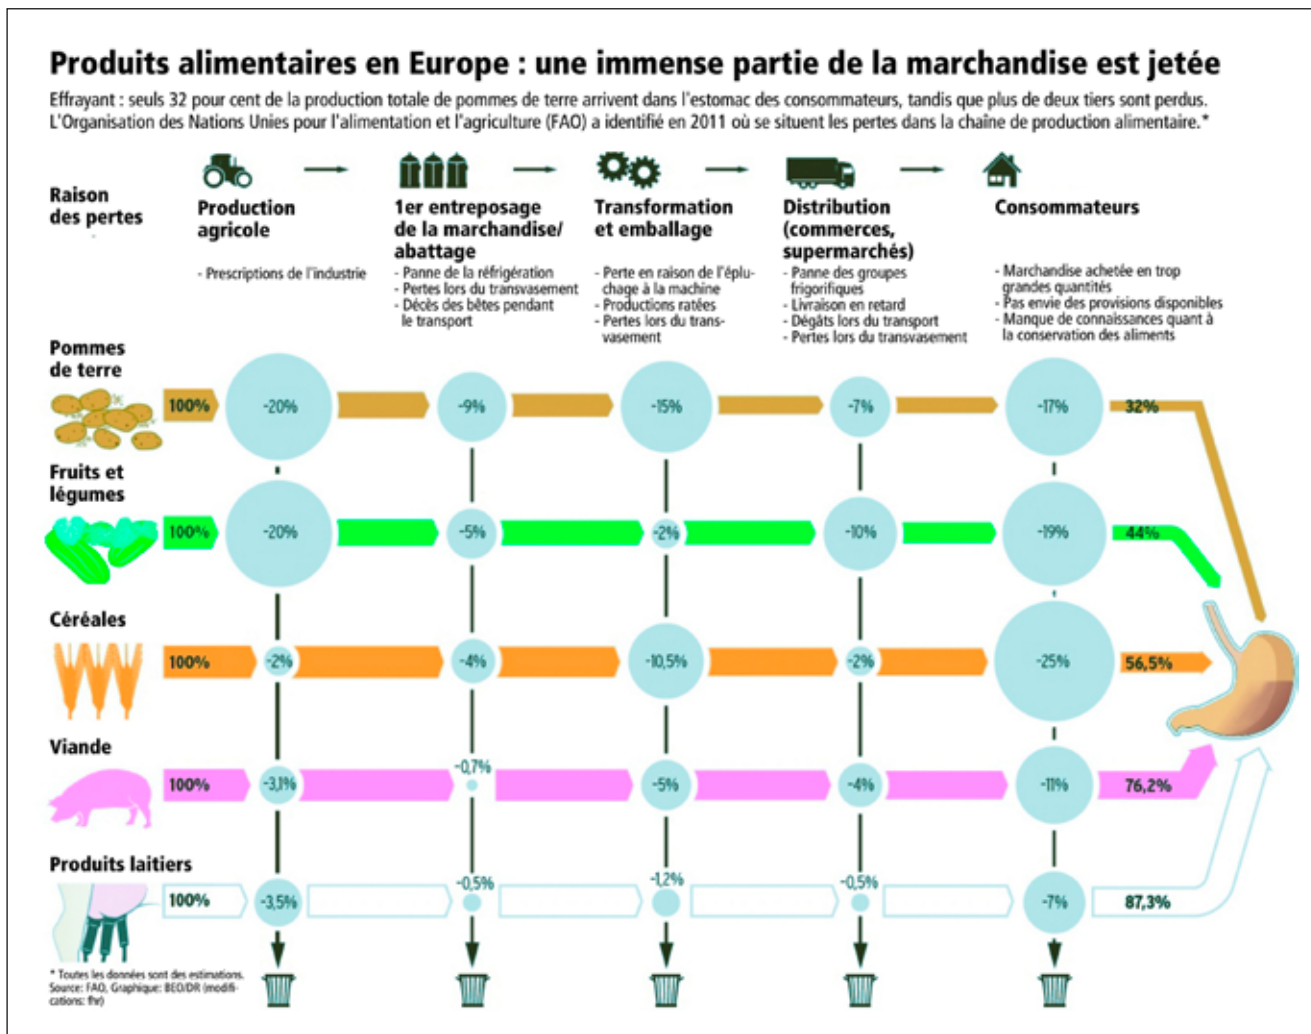 Produits alimentaires en Europe : une immense partie de la marchandise est jetée
Effrayant : seuls 32 pour cent de la production totale de pommes de terre arrivent dans l'estomac des consommateurs, tandis que plus de deux tiers sont perdus.
L'Organisation des Nations Unies pour l'alimentation et l'agriculture (FAO) a identifié en 2011 où se situent les pertes dans la chaîne de production alimentaire.*
Raison
des pertes
Production
agricole
- Prescriptions de l'industrie
1er entreposage
de la marchandise/
abattage
- Panne de la réfrigération
- Pertes lors du transvasement
- Décès des bêtes pendant
le transport
Transformation
et emballage
- Perte en raison de l'éplu-
chage à la machine
- Productions ratées
- Pertes lors du trans-
vasement
Distribution
(commerces,
supermarchés)
- Panne des groupes
frigorifiques
- Livraison en retard
- Dégâts lors du transport
- Pertes lors du transvasement
Consommateurs
- Marchandise achetée en trop
grandes quantités
- Pas envie des provisions disponibles
- Manque de connaissances quant à
la conservation des aliments
Pommes
de terre
100% -20% -9% -15% -7% -17% 32%
Fruits et
légumes
100% -20% -5% -2% -10% -19% 44%
Céréales
100% -2% -4% -10,5% -2% -25% 56,5%
Viande
100% -3,1% -0,7% -5% -4% -11% 76,2%
Produits laitiers
100% -3,5% -0,5% -1,2% -0,5% -7% 87,3%
* Toutes les données sont des estimations.
Source: FAO, Graphique: BEO/DR (modifi-
cations: fhr)